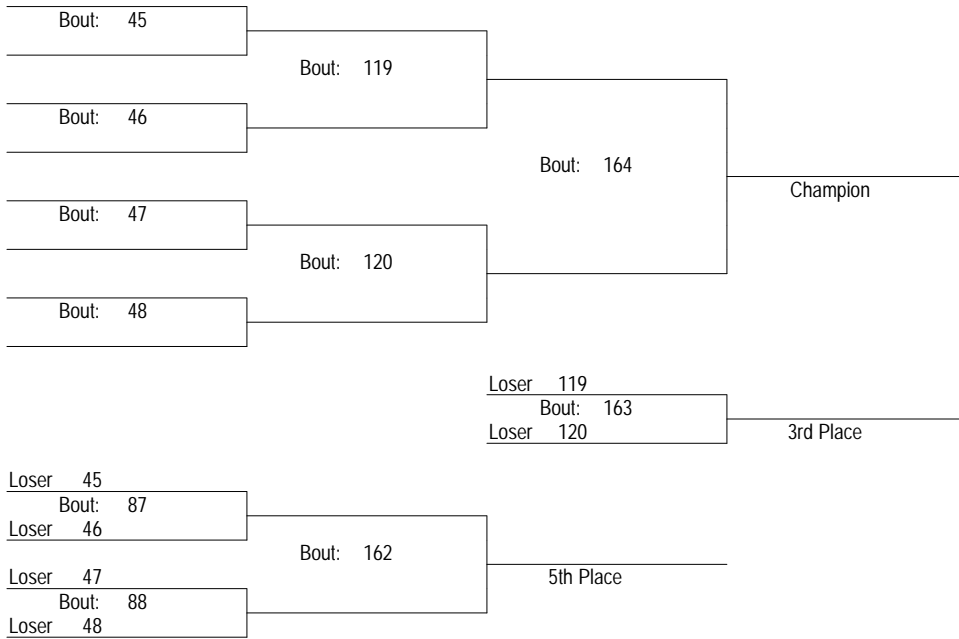 Bout: 45
Bout: 119
Bout: 46
Bout: 164
Champion
Bout: 47
Bout: 120
Bout: 48
Loser 119
Bout: 163
Loser 120
3rd Place
Loser 45
Bout: 87
Loser 46
Bout: 162
5th Place
Loser 47
Bout: 88
Loser 48